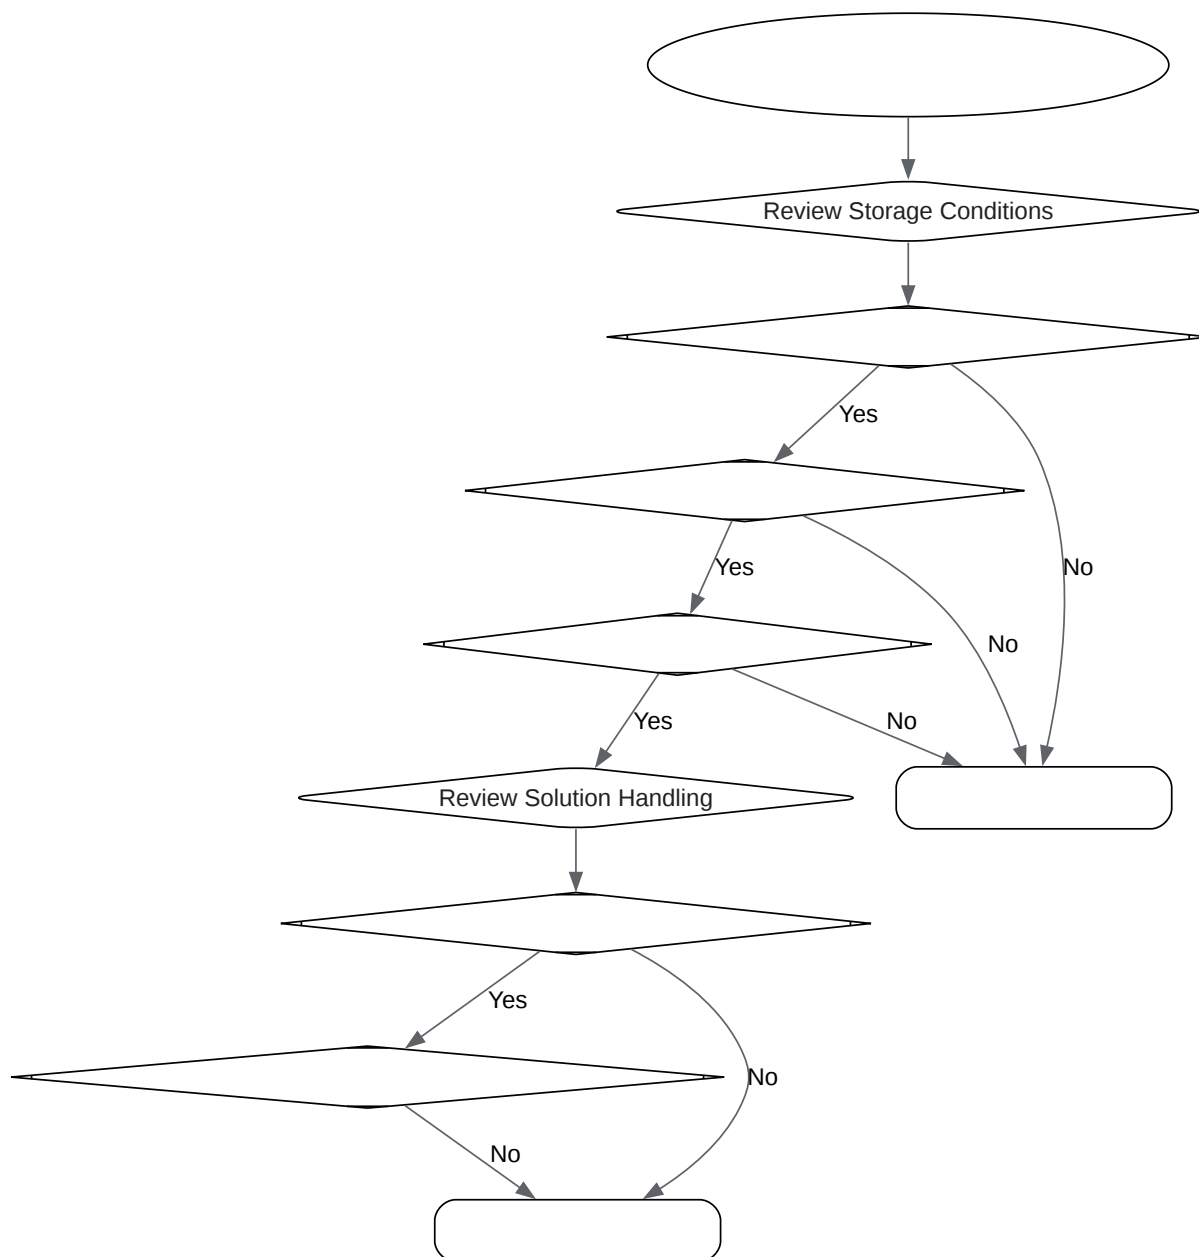 Review Storage Conditions
Yes
Yes
No
No
Yes
No
Review Solution Handling
Yes
No
No